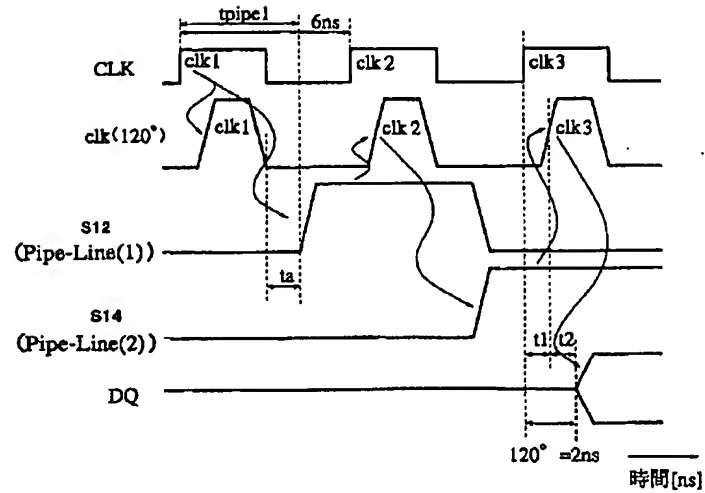 tpipe1
6ns
CLK
clk1
clk2
clk3
clk(120°)
clk1
clk2
clk3
S12
(Pipe-Line(1))
ta
S14
(Pipe-Line(2))
t1
t2
DQ
120° =2ns
時間[ns]